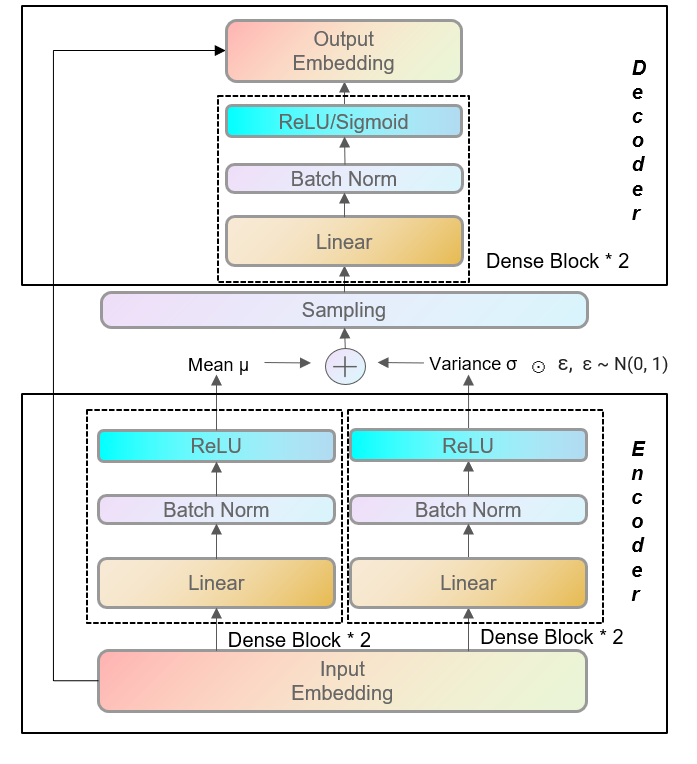 Output
Embedding
ReLU/Sigmoid
Batch Norm
Linear
Dense Block * 2
Decoder
Sampling
Mean μ
Variance σ ⊙ ε, ε ~ N(0, 1)
ReLU
ReLU
Batch Norm
Batch Norm
Linear
Linear
Encoder
Dense Block * 2
Dense Block * 2
Input
Embedding